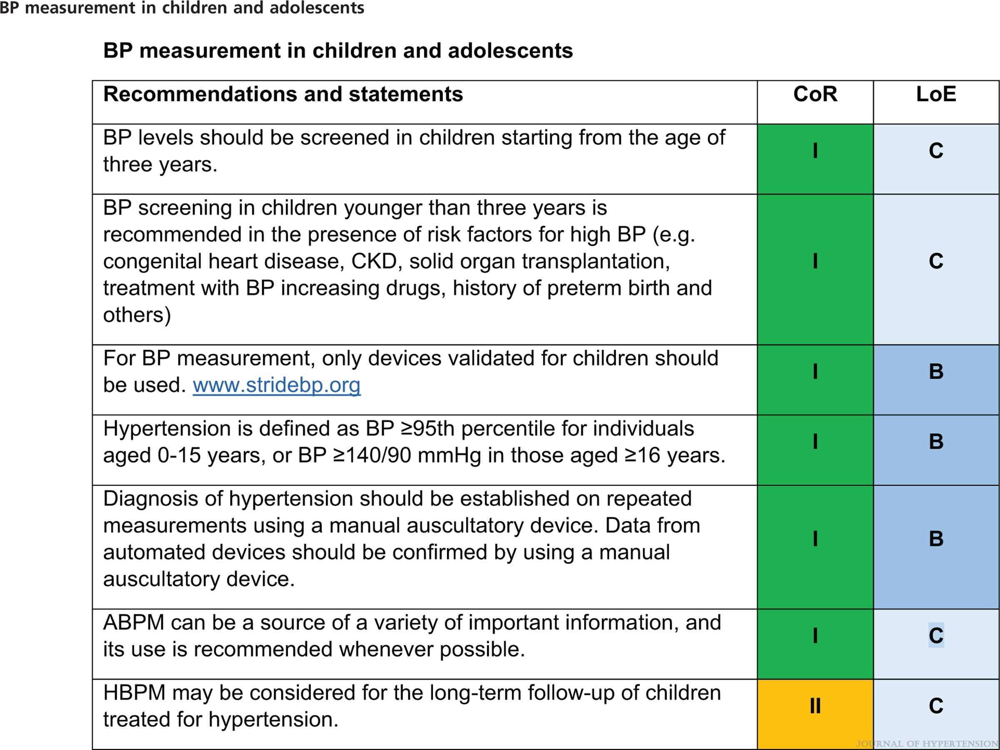 BP measurement in children and adolescents
BP measurement in children and adolescents
Recommendations and statements CoR LoE
BP levels should be screened in children starting from the age of
three years.
I C
BP screening in children younger than three years is
recommended in the presence of risk factors for high BP (e.g.
congenital heart disease, CKD, solid organ transplantation,
treatment with BP increasing drugs, history of preterm birth and
others)
I C
For BP measurement, only devices validated for children should
be used. www.stridebp.org
I B
Hypertension is defined as BP ≥95th percentile for individuals
aged 0-15 years, or BP ≥140/90 mmHg in those aged ≥16 years.
I B
Diagnosis of hypertension should be established on repeated
measurements using a manual auscultatory device. Data from
automated devices should be confirmed by using a manual
auscultatory device.
I B
ABPM can be a source of a variety of important information, and
its use is recommended whenever possible.
I C
HBPM may be considered for the long-term follow-up of children
treated for hypertension.
II C
JOURNAL OF HYPERTENSION